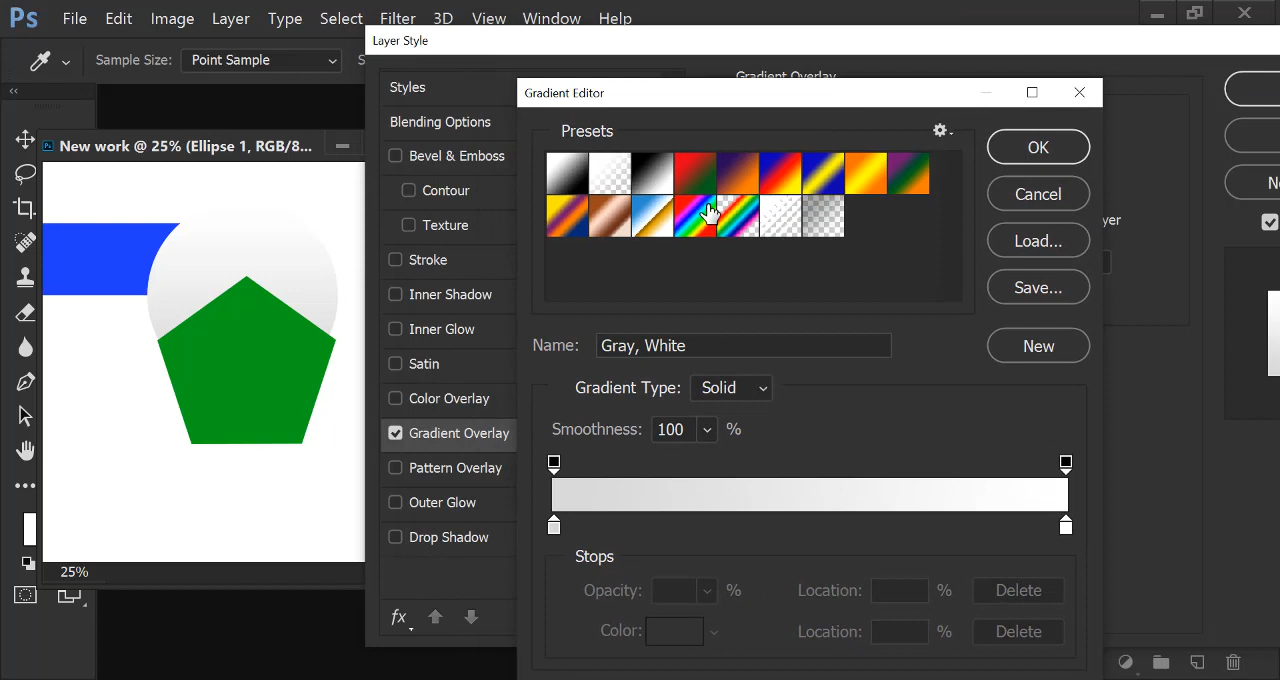 Ps File Edit Image Layer Type Select Filter 3D View Window Help
Sample Size: Point Sample S
Layer Style
New work @ 25% (Ellipse 1, RGB/8...
25%
Styles
Blending Options
Bevel & Emboss
Contour
Texture
Stroke
Inner Shadow
Inner Glow
Satin
Color Overlay
Gradient Overlay
Pattern Overlay
Outer Glow
Drop Shadow
fx
Gradient Overlay
Gradient Editor
Presets
OK
Cancel
Load...
Save...
Name: Gray, White
New
Gradient Type: Solid
Smoothness: 100 %
Stops
Opacity: % Location: % Delete
Color: Location: % Delete
yer
N